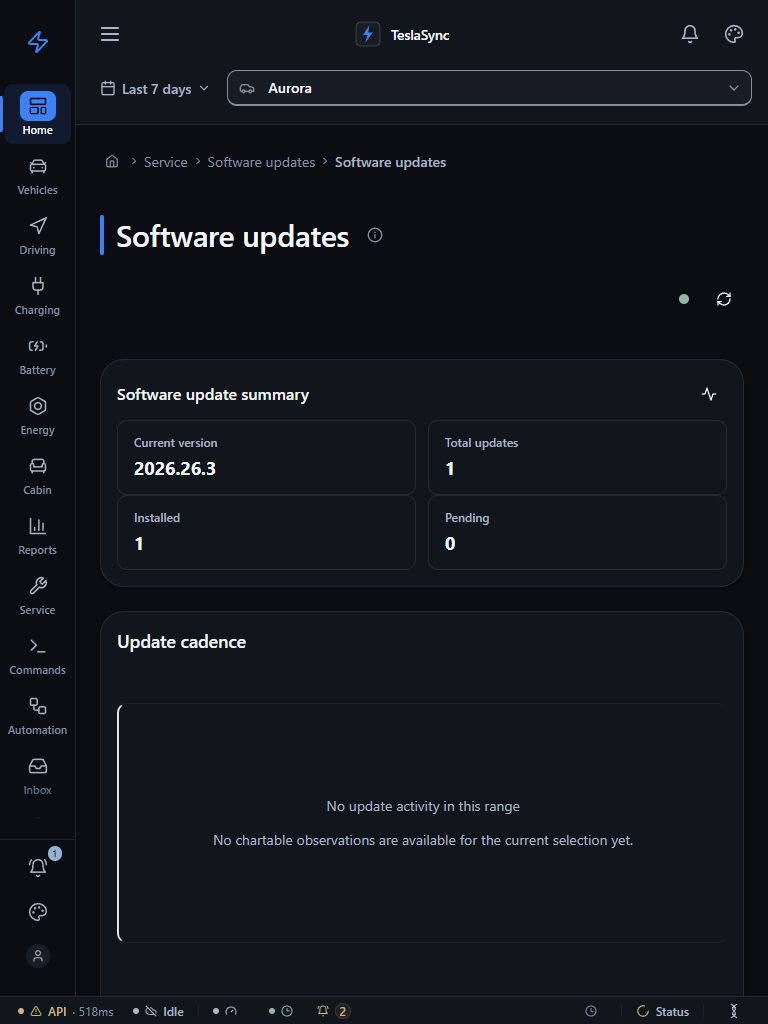 TeslaSync
Last 7 days
Aurora
Home
Vehicles
Driving
Charging
Battery
Energy
Cabin
Reports
Service
Commands
Automation
Inbox
1
Service > Software updates > Software updates
Software updates
Software update summary
Current version
2026.26.3
Total updates
1
Installed
1
Pending
0
Update cadence
No update activity in this range
No chartable observations are available for the current selection yet.
API · 518ms
Idle
2
Status